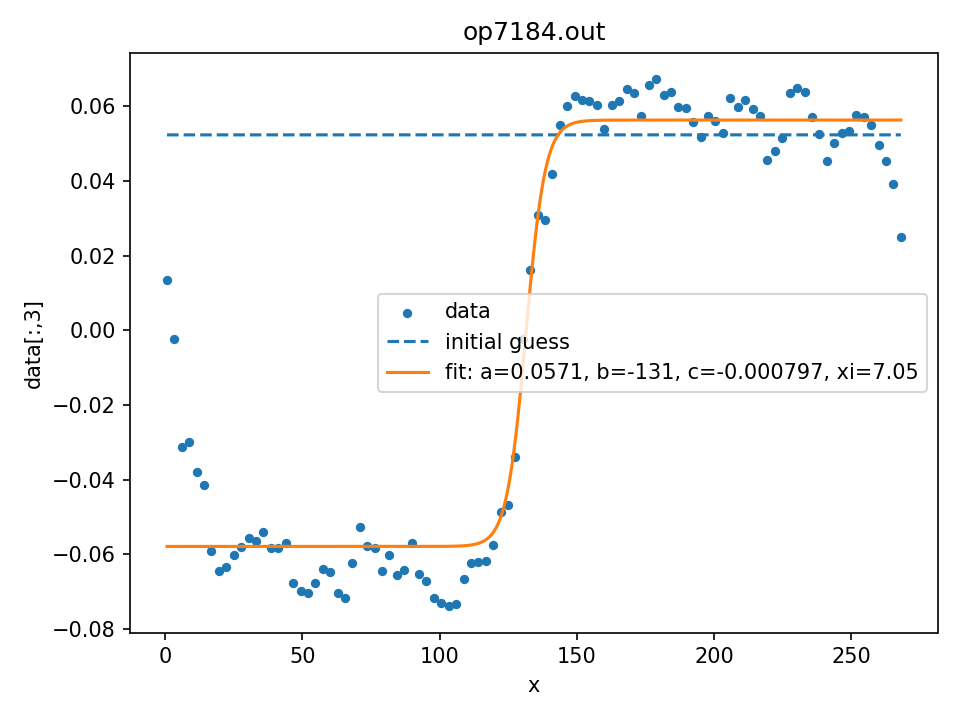 op7184.out
data[:,3]
0.06
0.04
0.02
0.00
−0.02
−0.04
−0.06
−0.08
data
initial guess
fit: a=0.0571, b=-131, c=-0.000797, xi=7.05
0 50 100 150 200 250
x